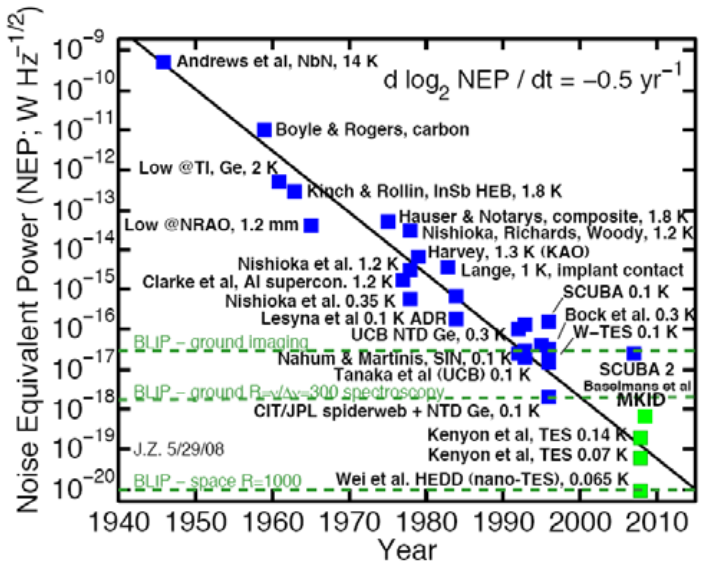 Noise Equivalent Power (NEP; W Hz⁻¹/²)
10⁻⁹
10⁻¹⁰
10⁻¹¹
10⁻¹²
10⁻¹³
10⁻¹⁴
10⁻¹⁵
10⁻¹⁶
10⁻¹⁷
10⁻¹⁸
10⁻¹⁹
10⁻²⁰
Andrews et al, NbN, 14 K
d log₂ NEP / dt = −0.5 yr⁻¹
Boyle & Rogers, carbon
Low @TI, Ge, 2 K
Kinch & Rollin, InSb HEB, 1.8 K
Low @NRAO, 1.2 mm
Hauser & Notarys, composite, 1.8 K
Nishioka, Richards, Woody, 1.2 K
Harvey, 1.3 K (KAO)
Nishioka et al. 1.2 K
Lange, 1 K, implant contact
Clarke et al, Al supercon. 1.2 K
SCUBA 0.1 K
Nishioka et al. 0.35 K
Lesyna et al 0.1 K ADR
Bock et al. 0.3 K
UCB NTD Ge, 0.3 K
W−TES 0.1 K
BLIP − ground imaging
Nahum & Martinis, SIN, 0.1 K
SCUBA 2
Tanaka et al (UCB) 0.1 K
Baselmans et al
BLIP − ground R=ν/Δν=300 spectroscopy
MKID
CIT/JPL spiderweb + NTD Ge, 0.1 K
Kenyon et al, TES 0.14 K
J.Z. 5/29/08
Kenyon et al, TES 0.07 K
BLIP − space R=1000
Wei et al. HEDD (nano-TES), 0.065 K
1940 1950 1960 1970 1980 1990 2000 2010
Year